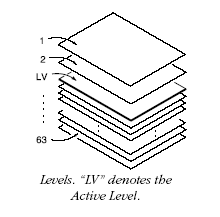 1
2
LV
63
Levels. “LV” denotes the
Active Level.